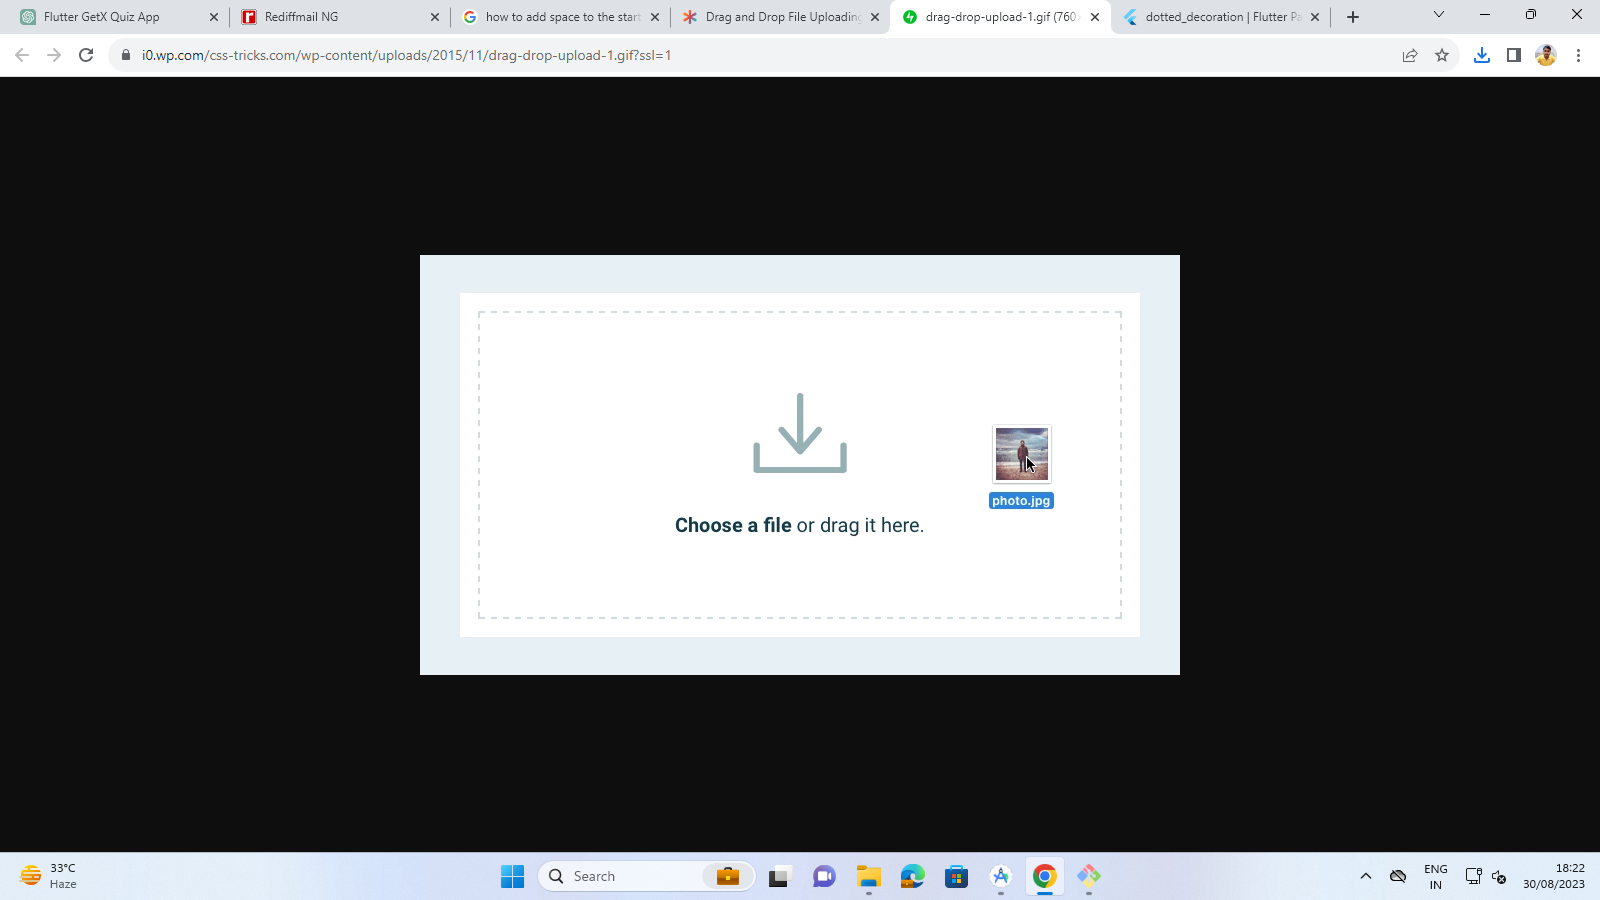 Flutter GetX Quiz App
Rediffmail NG
how to add space to the start
Drag and Drop File Uploading
drag-drop-upload-1.gif (760×
dotted_decoration | Flutter Pa
i0.wp.com/css-tricks.com/wp-content/uploads/2015/11/drag-drop-upload-1.gif?ssl=1
photo.jpg
Choose a file or drag it here.
33°C
Haze
Search
ENG
IN
18:22
30/08/2023